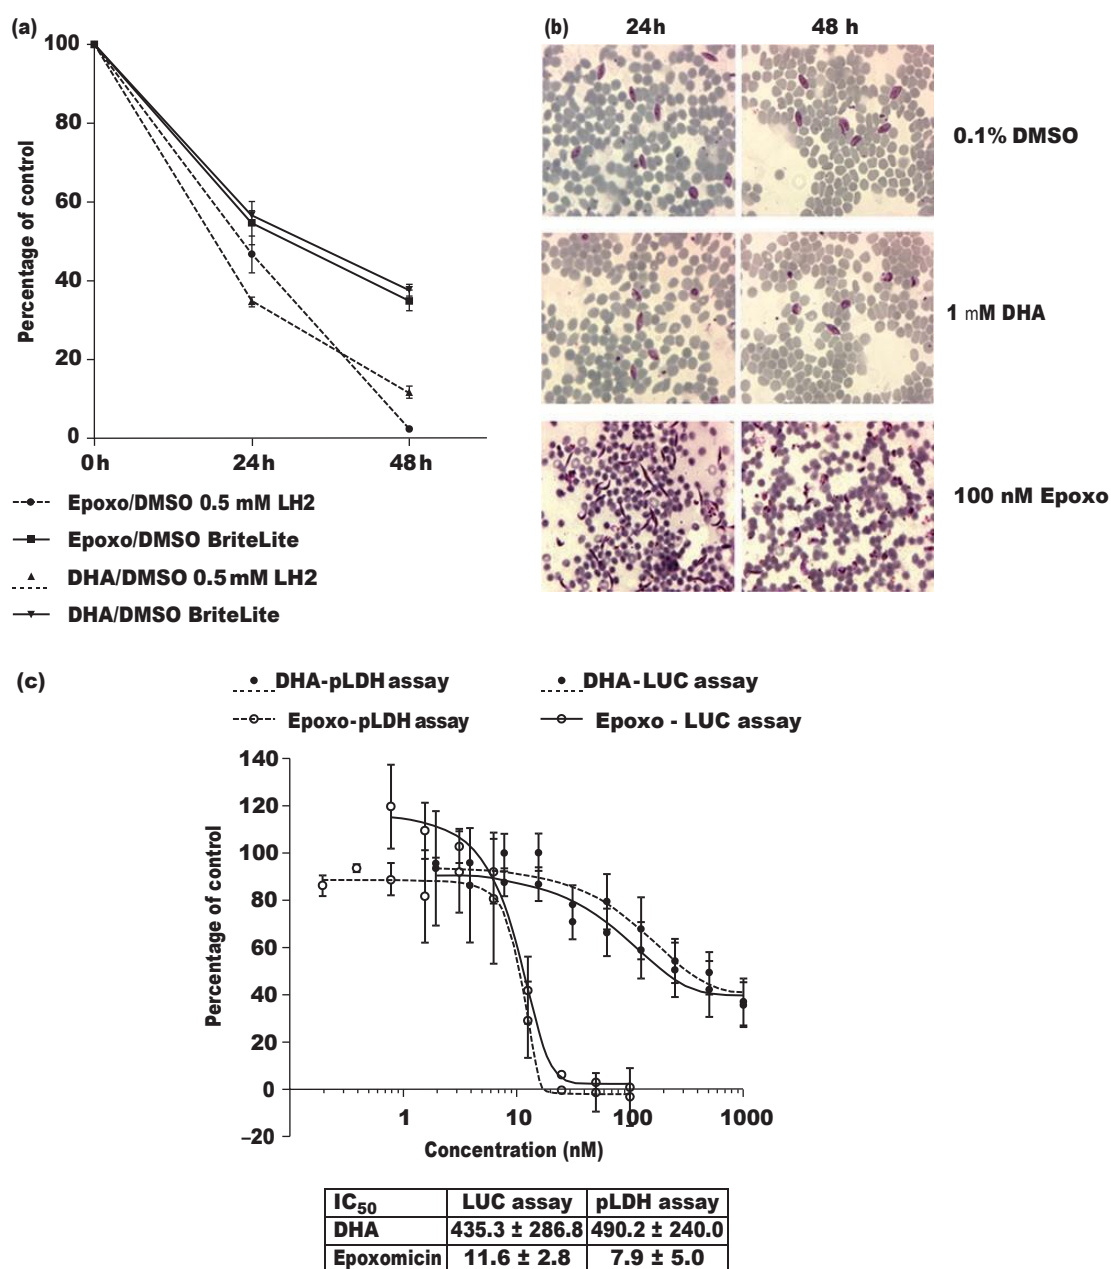 (a)
100
80
60
40
20
0
Percentage of control
0h 24h 48h
Epoxo/DMSO 0.5 mM LH2
Epoxo/DMSO BriteLite
DHA/DMSO 0.5mM LH2
DHA/DMSO BriteLite
(b) 24h 48 h
0.1% DMSO
1 mM DHA
100 nM Epoxo
(c)
DHA-pLDH assay DHA-LUC assay
Epoxo-pLDH assay Epoxo - LUC assay
140
120
100
80
60
40
20
0
–20
Percentage of control
1 10 100 1000
Concentration (nM)
IC50 LUC assay pLDH assay
DHA 435.3 ± 286.8 490.2 ± 240.0
Epoxomicin 11.6 ± 2.8 7.9 ± 5.0